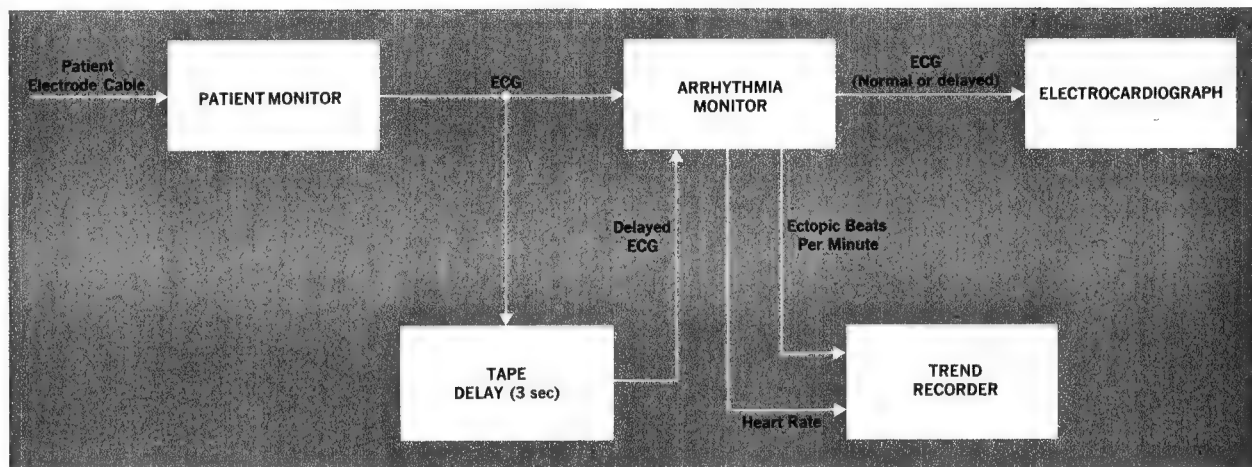 Patient
Electrode Cable
PATIENT MONITOR
ECG
ARRHYTHMIA
MONITOR
ECG
(Normal or delayed)
ELECTROCARDIOGRAPH
Delayed
ECG
Ectopic Beats
Per Minute
TAPE
DELAY (3 sec)
TREND
RECORDER
Heart Rate